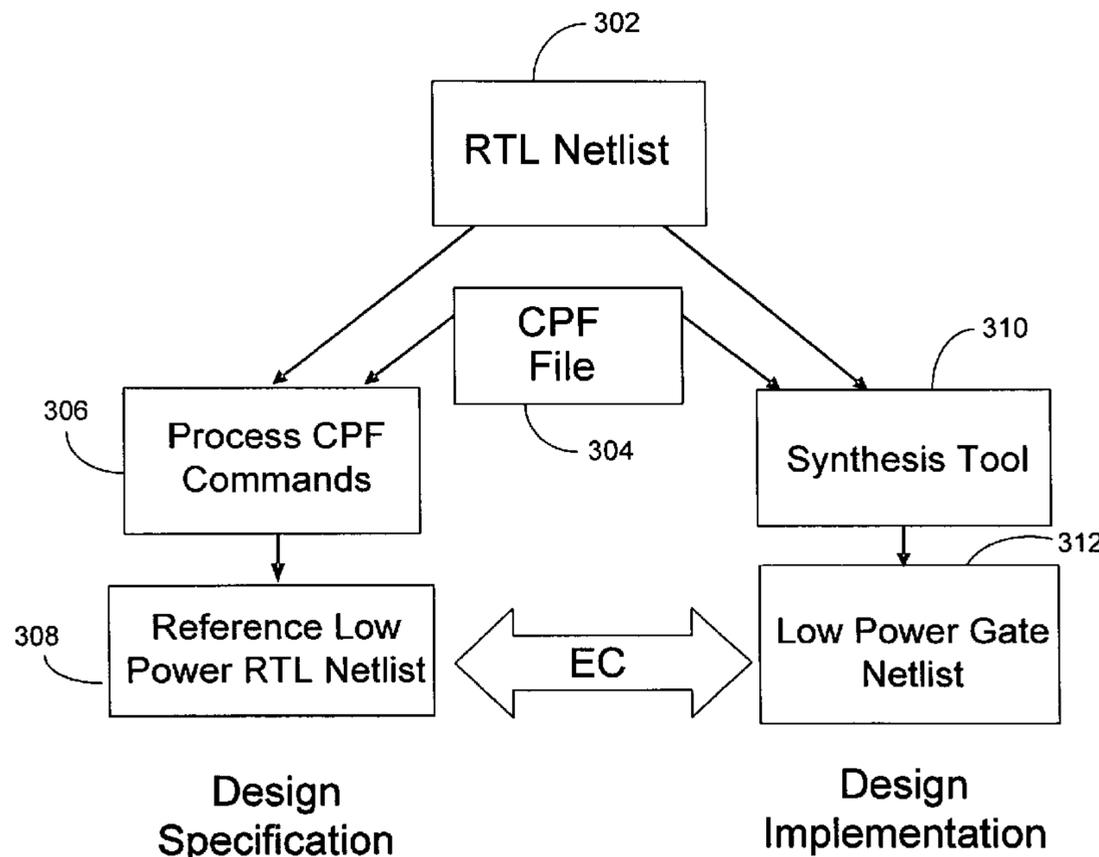 302
RTL Netlist
CPF
File
304
306
Process CPF
Commands
310
Synthesis Tool
312
308
Reference Low
Power RTL Netlist
EC
Low Power Gate
Netlist
Design
Specification
Design
Implementation